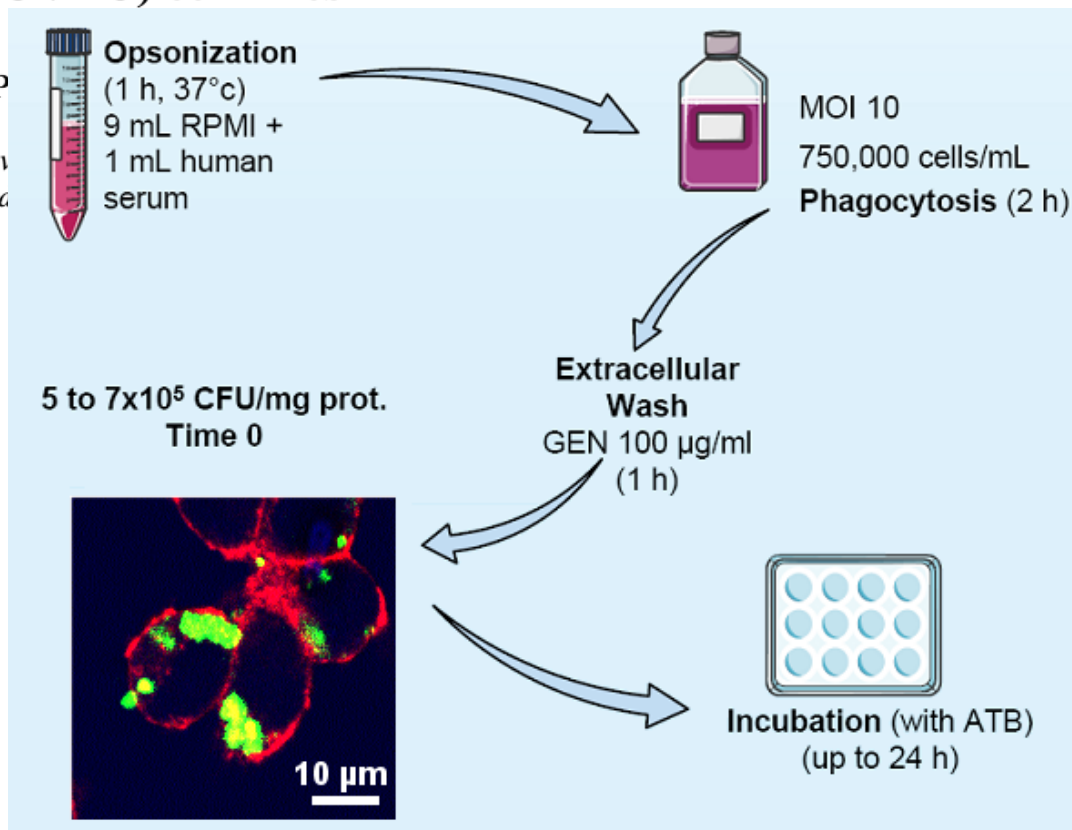 Opsonization
(1 h, 37°c)
9 mL RPMI +
1 mL human
serum
MOI 10
750,000 cells/mL
Phagocytosis (2 h)
Extracellular
Wash
GEN 100 µg/ml
(1 h)
5 to 7x10⁵ CFU/mg prot.
Time 0
10 µm
Incubation (with ATB)
(up to 24 h)